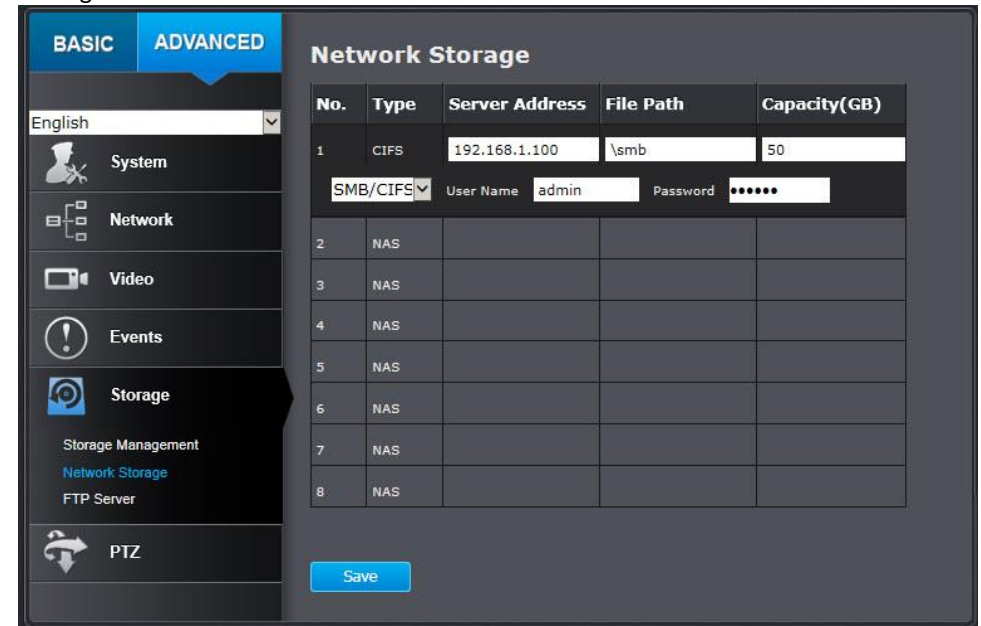 BASIC ADVANCED
English
System
Network
Video
Events
Storage
Storage Management
Network Storage
FTP Server
PTZ
Network Storage
No. Type Server Address File Path Capacity(GB)
1 CIFS 192.168.1.100 \smb 50
SMB/CIFS User Name admin Password ••••••
2 NAS
3 NAS
4 NAS
5 NAS
6 NAS
7 NAS
8 NAS
Save